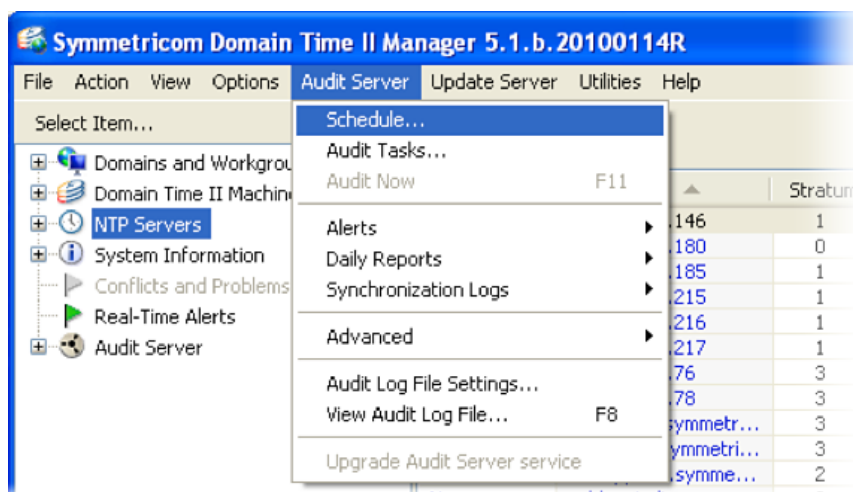 Symmetricom Domain Time II Manager 5.1.b.20100114R
File Action View Options Audit Server Update Server Utilities Help
Select Item...
Domains and Workgrou
Domain Time II Machin
NTP Servers
System Information
Conflicts and Problems
Real-Time Alerts
Audit Server
Schedule...
Audit Tasks...
Audit Now F11
Alerts
Daily Reports
Synchronization Logs
Advanced
Audit Log File Settings...
View Audit Log File... F8
Upgrade Audit Server service
Stratum
.146 1
.180 0
.185 1
.215 1
.216 1
.217 1
.76 3
.78 3
symmetr... 3
ymmetri... 3
.symme... 2